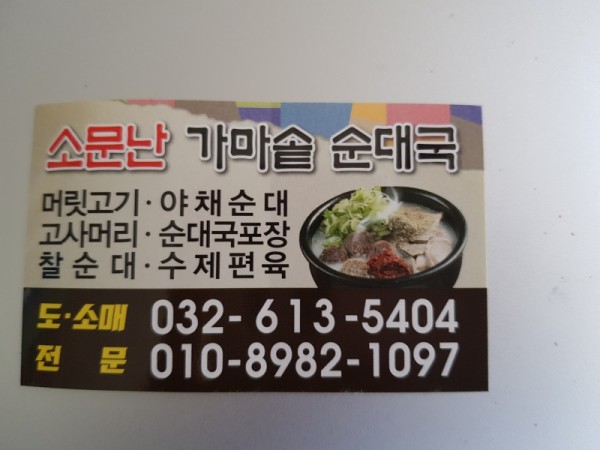 소문난 가마솥 순대국
머릿고기·야채순대
고사머리·순대국포장
찰순대·수제편육
도·소매 032-613-5404
전문 010-8982-1097